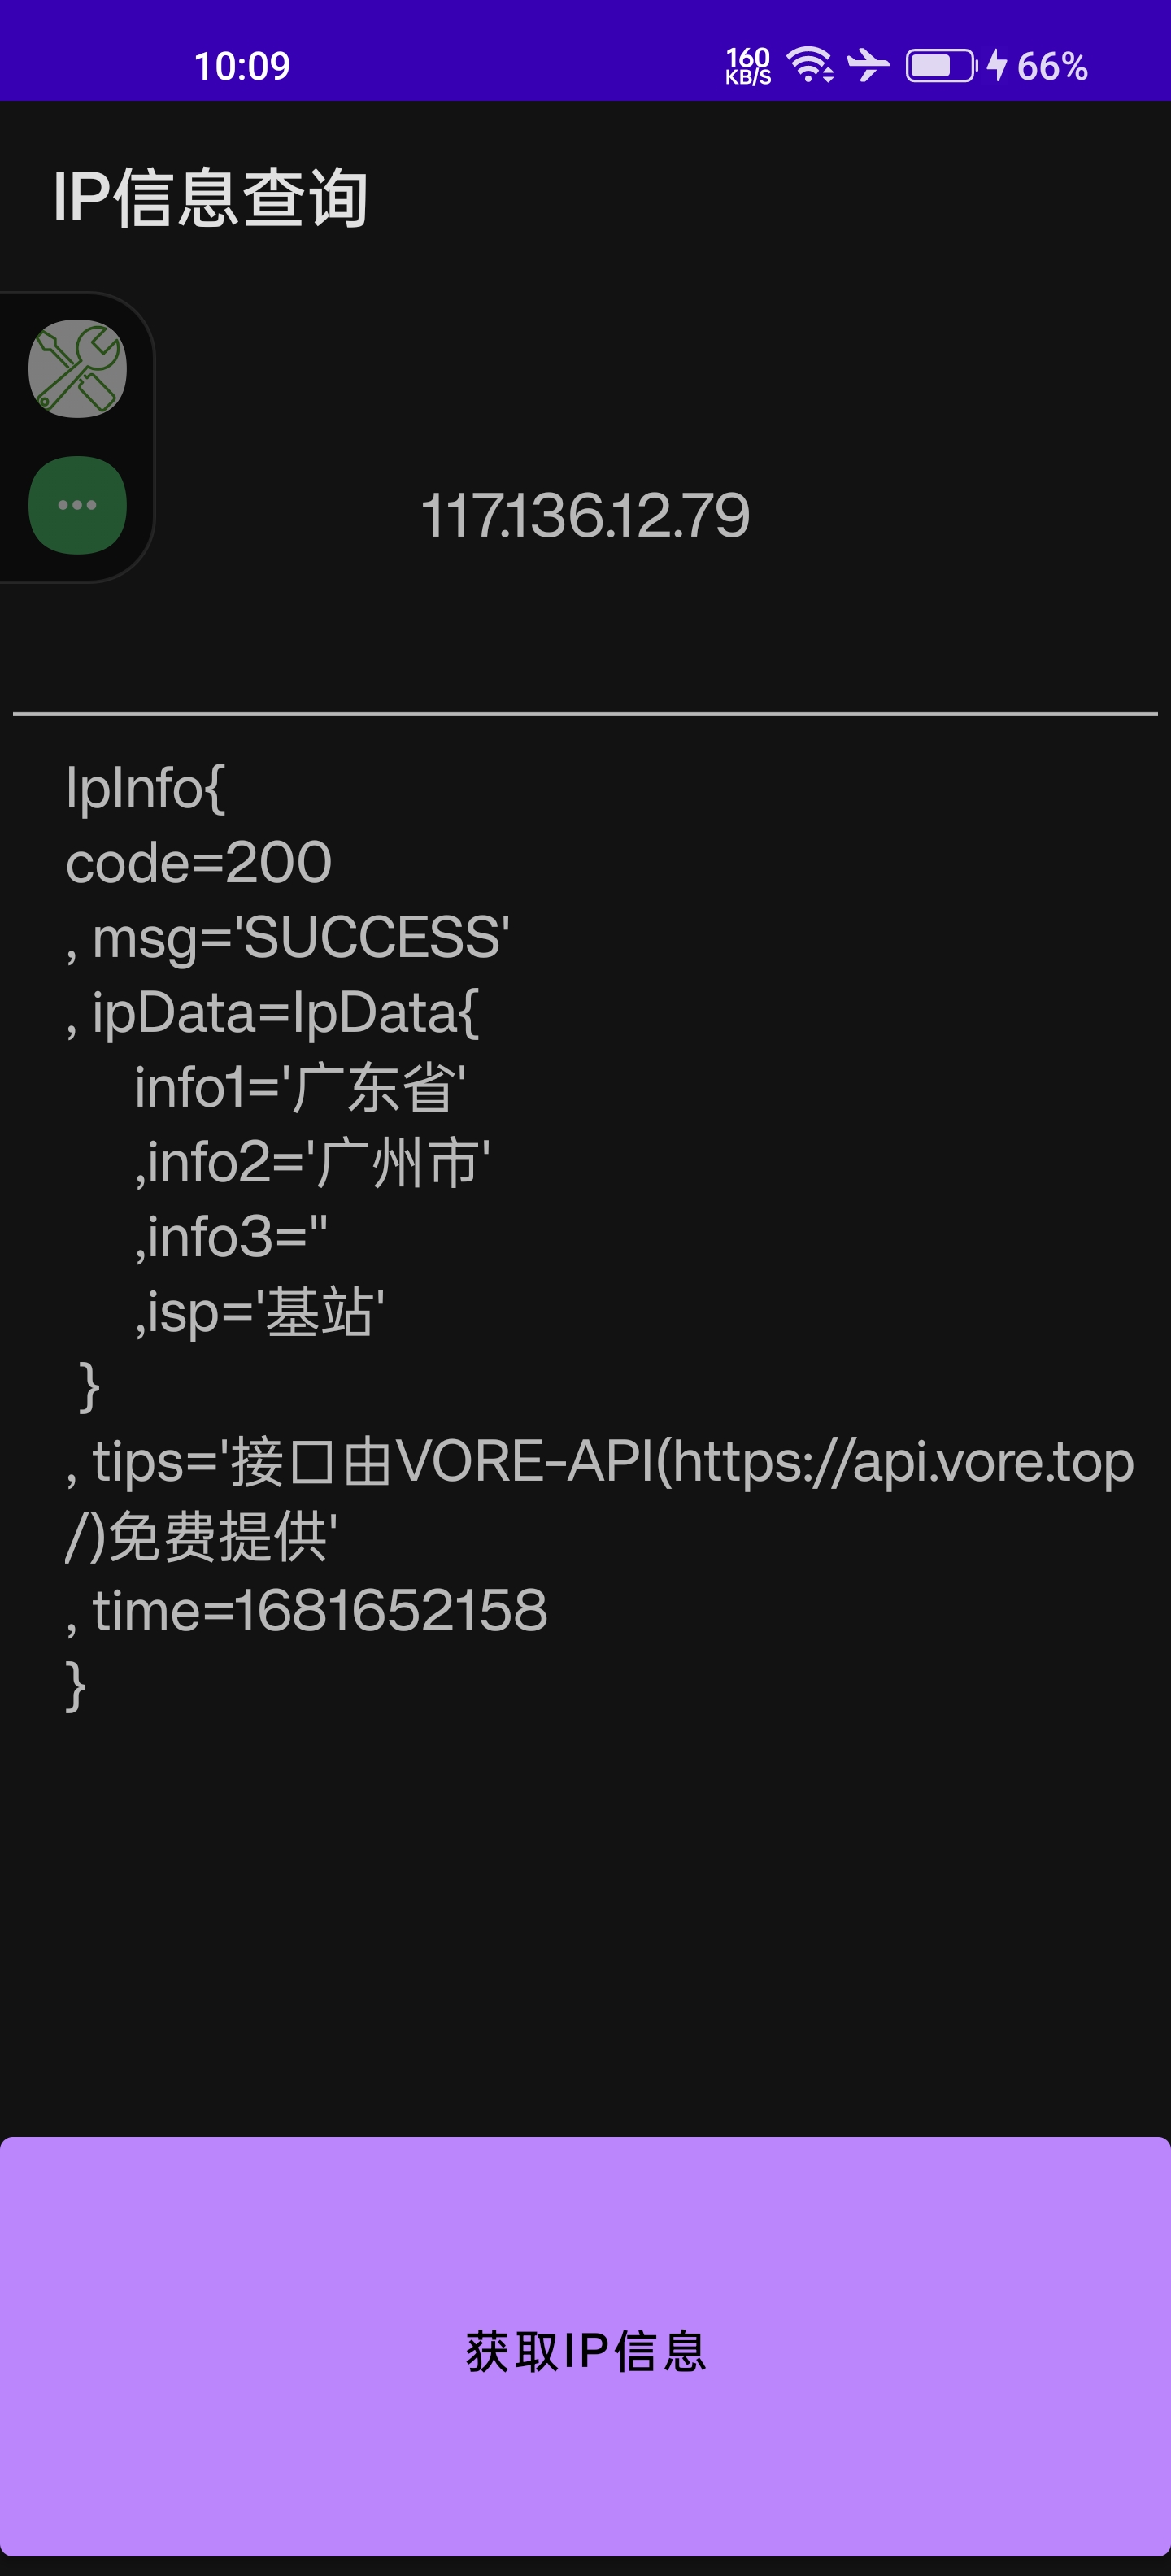 10:09
160
KB/S
66%
IP信息查询
117.136.12.79
IpInfo{
code=200
, msg='SUCCESS'
, ipData=IpData{
info1='广东省'
,info2='广州市'
,info3=''
,isp='基站'
}
, tips='接口由VORE-API(https://api.vore.top
/)免费提供'
, time=1681652158
}
获取IP信息